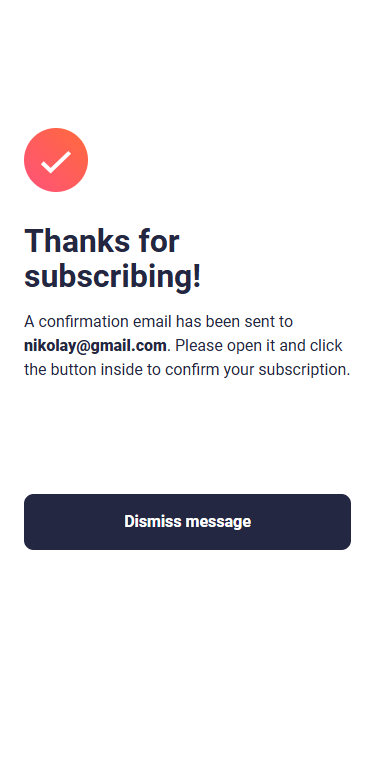 Thanks for
subscribing!
A confirmation email has been sent to
nikolay@gmail.com. Please open it and click
the button inside to confirm your subscription.
Dismiss message